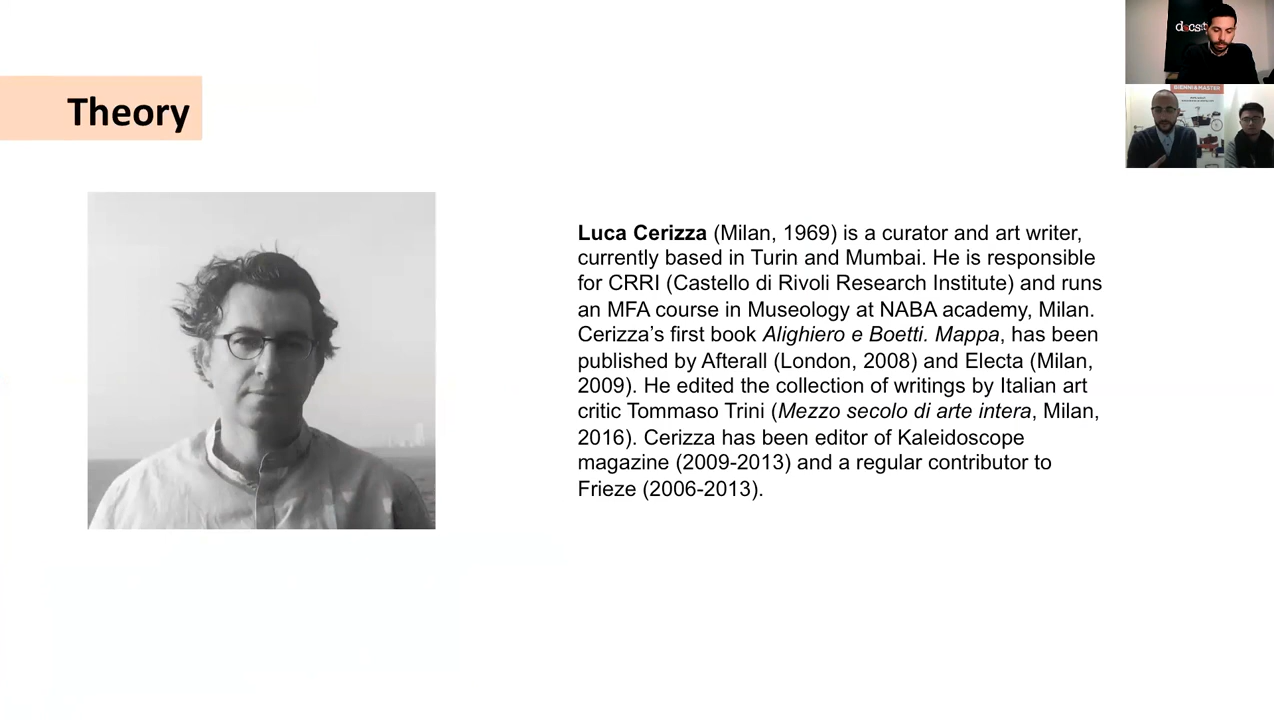 Theory
Luca Cerizza (Milan, 1969) is a curator and art writer,
currently based in Turin and Mumbai. He is responsible
for CRRI (Castello di Rivoli Research Institute) and runs
an MFA course in Museology at NABA academy, Milan.
Cerizza’s first book Alighiero e Boetti. Mappa, has been
published by Afterall (London, 2008) and Electa (Milan,
2009). He edited the collection of writings by Italian art
critic Tommaso Trini (Mezzo secolo di arte intera, Milan,
2016). Cerizza has been editor of Kaleidoscope
magazine (2009-2013) and a regular contributor to
Frieze (2006-2013).
BIENNI&MASTER